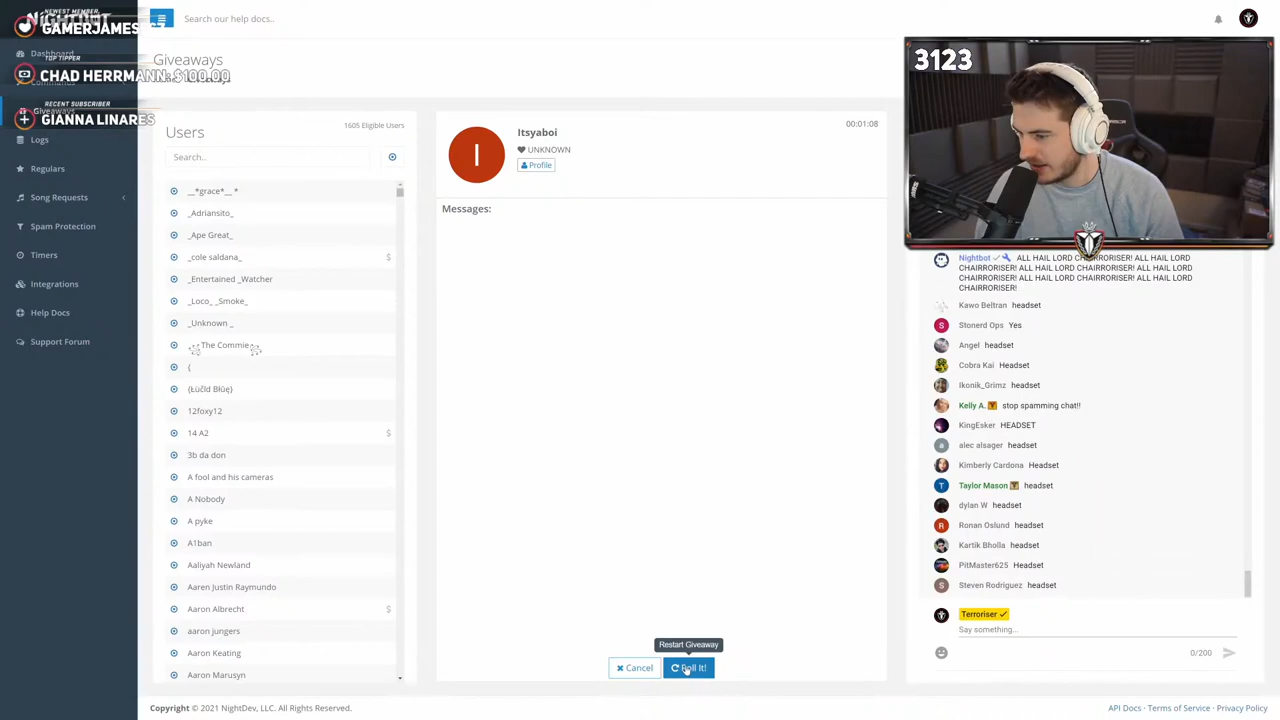 NEWEST MEMBER
GAMERJAMES
TOP TIPPER
CHAD HERRMANN: $100.00
RECENT SUBSCRIBER
GIANNA LINARES
Search our help docs..
Dashboard
Giveaways
Logs
Regulars
Song Requests
Spam Protection
Timers
Integrations
Help Docs
Support Forum
Giveaways
Users
1605 Eligible Users
Search...
__*grace*__ *
_Adriansito_
_Ape Great_
_cole saldana_ $
_Entertained _Watcher
_Loco_ _Smoke_
_Unknown _
The Commie
(
{Łüčîd Błüę}
12foxy12
14 A2 $
3b da don
A fool and his cameras
A Nobody
A pyke
A1ban
Aaliyah Newland
Aaren Justin Raymundo
Aaron Albrecht $
aaron jungers
Aaron Keating
Aaron Marusyn
I
Itsyaboi
UNKNOWN
Profile
00:01:08
Messages:
Restart Giveaway
Cancel
Roll It!
3123
Nightbot ALL HAIL LORD CHAIRRORISER! ALL HAIL LORD
CHAIRRORISER! ALL HAIL LORD CHAIRRORISER! ALL HAIL LORD
CHAIRRORISER! ALL HAIL LORD CHAIRRORISER! ALL HAIL LORD
CHAIRRORISER!
Kawo Beltran headset
S Stonerd Ops Yes
Angel headset
Cobra Kai Headset
Ikonik_Grimz headset
Kelly A. stop spamming chat!!
KingEsker HEADSET
a alec alsager headset
Kimberly Cardona Headset
T Taylor Mason headset
dylan W headset
R Ronan Oslund headset
Kartik Bholla headset
PitMaster625 Headset
S Steven Rodriguez headset
Terroriser
Say something...
0/200
Copyright © 2021 NightDev, LLC. All Rights Reserved.
API Docs - Terms of Service - Privacy Policy